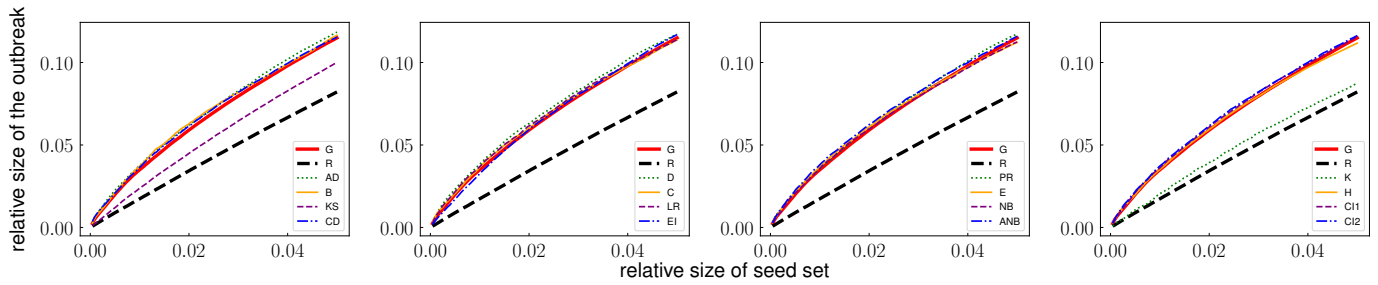 relative size of the outbreak
0.10
0.05
0.00
0.00
0.02
0.04
G
R
AD
B
KS
CD
0.10
0.05
0.00
0.00
0.02
0.04
G
R
D
C
LR
EI
0.10
0.05
0.00
0.00
0.02
0.04
G
R
PR
E
NB
ANB
0.10
0.05
0.00
0.00
0.02
0.04
G
R
K
H
CI1
CI2
relative size of seed set